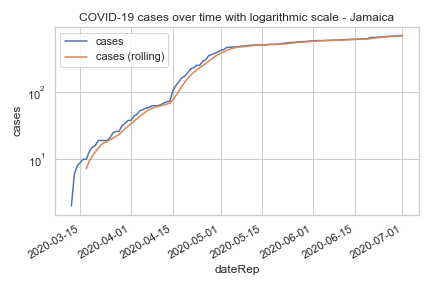 COVID-19 cases over time with logarithmic scale - Jamaica
cases
cases (rolling)
10²
10¹
cases
2020-03-15
2020-04-01
2020-04-15
2020-05-01
2020-05-15
2020-06-01
2020-06-15
2020-07-01
dateRep